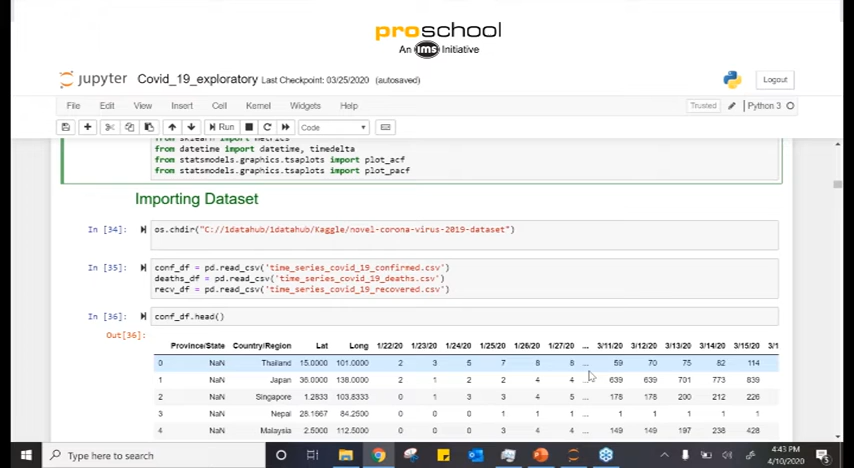 proschool
An ims Initiative
jupyter Covid_19_exploratory Last Checkpoint: 03/25/2020 (autosaved)
Logout
File Edit View Insert Cell Kernel Widgets Help
Trusted Python 3
Run Code
from sklearn import metrics
from datetime import datetime, timedelta
from statsmodels.graphics.tsaplots import plot_acf
from statsmodels.graphics.tsaplots import plot_pacf
Importing Dataset
In [34]: os.chdir("C://1datahub/1datahub/Kaggle/novel-corona-virus-2019-dataset")
In [35]: conf_df = pd.read_csv('time_series_covid_19_confirmed.csv')
deaths_df = pd.read_csv('time_series_covid_19_deaths.csv')
recv_df = pd.read_csv('time_series_covid_19_recovered.csv')
In [36]: conf_df.head()
Out[36]:
Province/State Country/Region Lat Long 1/22/20 1/23/20 1/24/20 1/25/20 1/26/20 1/27/20 ... 3/11/20 3/12/20 3/13/20 3/14/20 3/15/20 3/1
0 NaN Thailand 15.0000 101.0000 2 3 5 7 8 8 ... 59 70 75 82 114
1 NaN Japan 36.0000 138.0000 2 1 2 2 4 4 ... 639 639 701 773 839
2 NaN Singapore 1.2833 103.8333 0 1 3 3 4 5 ... 178 178 200 212 226
3 NaN Nepal 28.1667 84.2500 0 0 0 1 1 1 ... 1 1 1 1 1
4 NaN Malaysia 2.5000 112.5000 0 0 0 3 4 4 ... 149 149 197 238 428
Type here to search
4:43 PM
4/10/2020